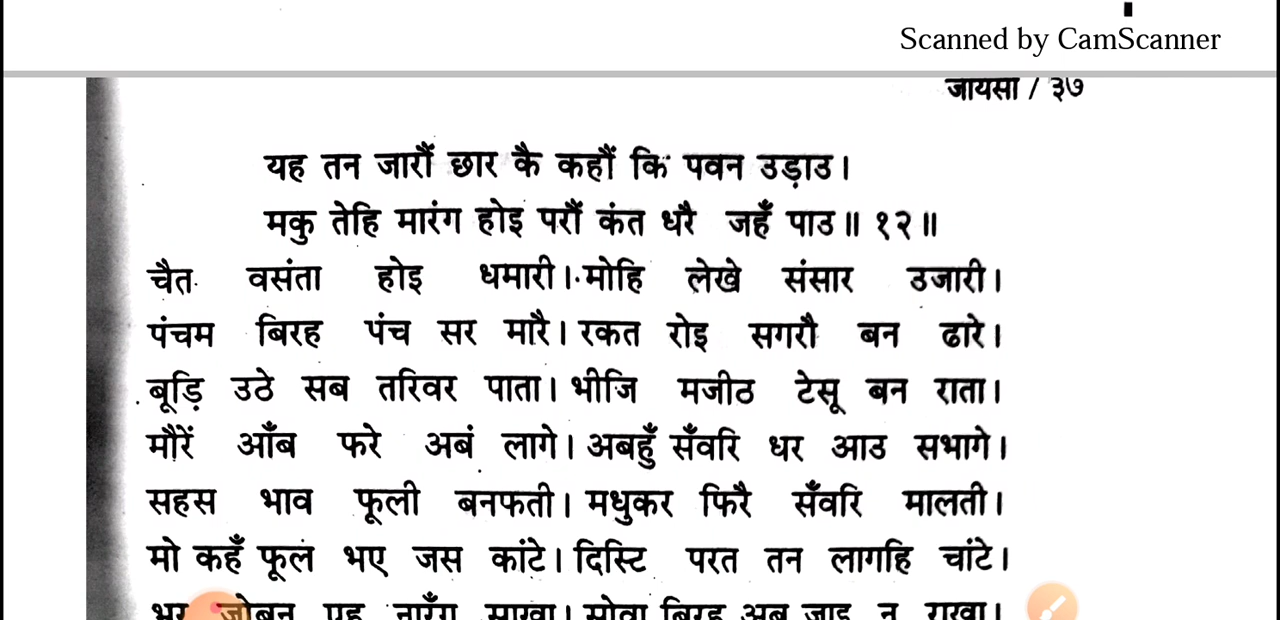 Scanned by CamScanner
जायसी / ३७
यह तन जारौं छार कै कहौं कि पवन उड़ाउ।
मकु तेहि मारंग होइ परौं कंत धरै जहँ पाउ॥ १२॥
चैत वसंता होइ धमारी। मोहि लेखे संसार उजारी।
पंचम बिरह पंच सर मारै। रकत रोइ सगरौ बन ढारे।
बूड़ि उठे सब तरिवर पाता। भीजि मजीठ टेसू बन राता।
मौरें आँब फरे अबं लागे। अबहुँ सँवरि धर आउ सभागे।
सहस भाव फूली बनफती। मधुकर फिरै सँवरि मालती।
मो कहँ फूल भए जस कांटे। दिस्टि परत तन लागहि चांटे।
भर जोबन एह नारँग साखा। सोवा बिरह अब जाइ न राखा।